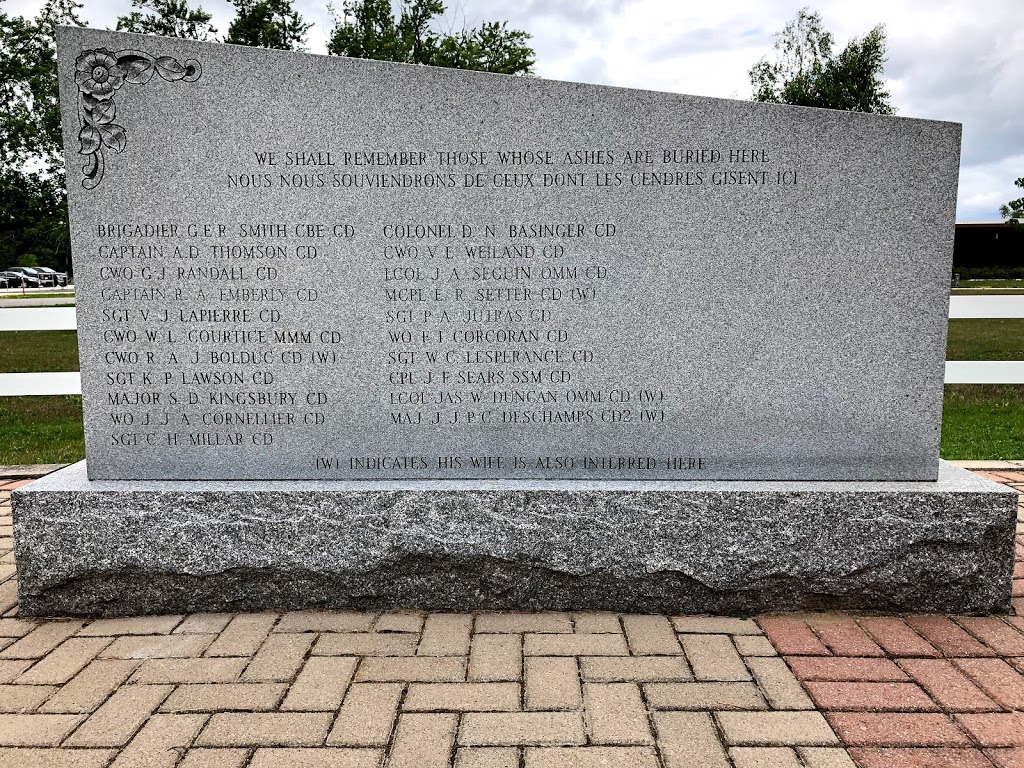 WE SHALL REMEMBER THOSE WHOSE ASHES ARE BURIED HERE
NOUS NOUS SOUVIENDRONS DE CEUX DONT LES CENDRES GISENT ICI
BRIGADIER G.E.R. SMITH CBE CD
CAPTAIN A.D. THOMSON CD
CWO G.J. RANDALL CD
CAPTAIN R. A. EMBERLY CD
SGT V. J. LAPIERRE CD
CWO W. L. COURTICE MMM CD
CWO R. A. J. BOLDUC CD (W)
SGT K. P. LAWSON CD
MAJOR S. D. KINGSBURY CD
WO J. J. A. CORNELLIER CD
SGT C. H. MILLAR CD
COLONEL D. N. BASINGER CD
CWO V. E. WEILAND CD
LCOL J. A. SEGUIN OMM CD
MCPL E. R. SETTER CD (W)
SGT P. A. JUTRAS CD
WO F. T. CORCORAN CD
SGT W. C. LESPERANCE CD
CPL J. F. SEARS SSM CD
LCOL JAS W. DUNCAN OMM CD (W)
MAJ. J. J. P. C. DESCHAMPS CD2 (W)
(W) INDICATES HIS WIFE IS ALSO INTERRED HERE